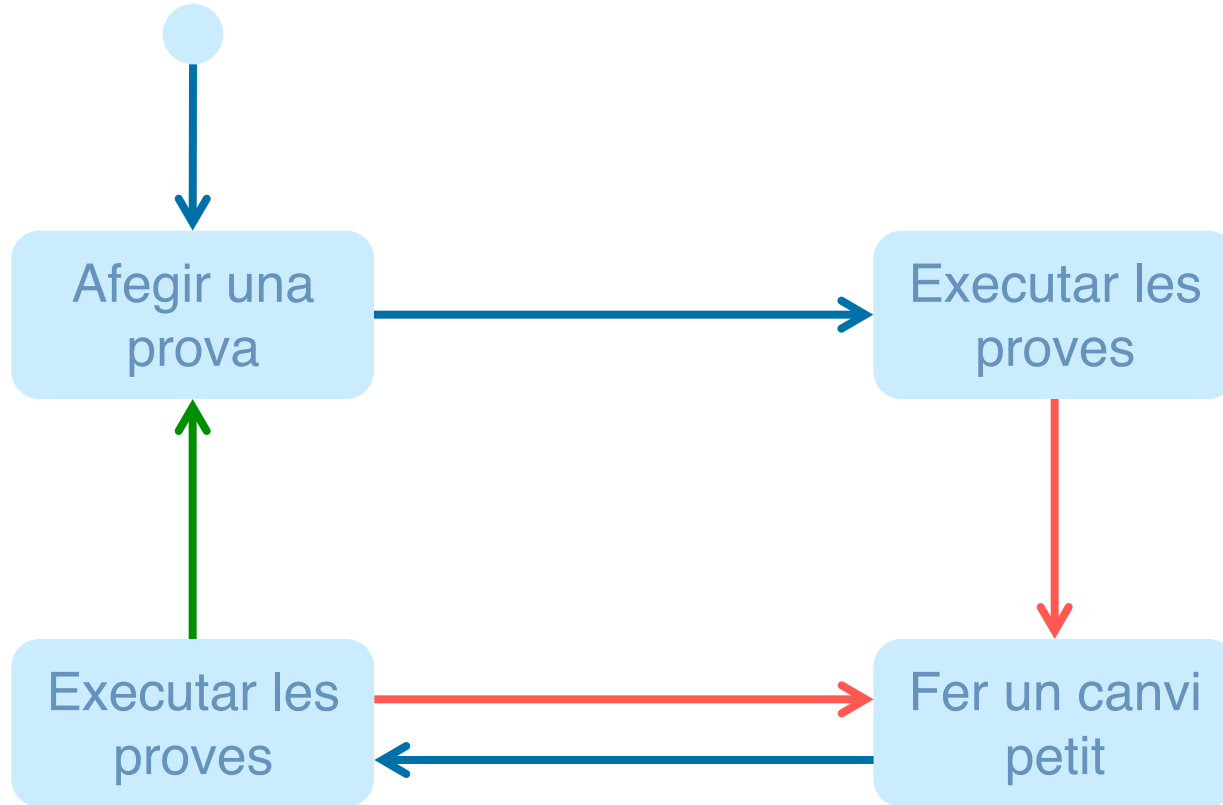 Afegir una
prova
Executar les
proves
Executar les
proves
Fer un canvi
petit